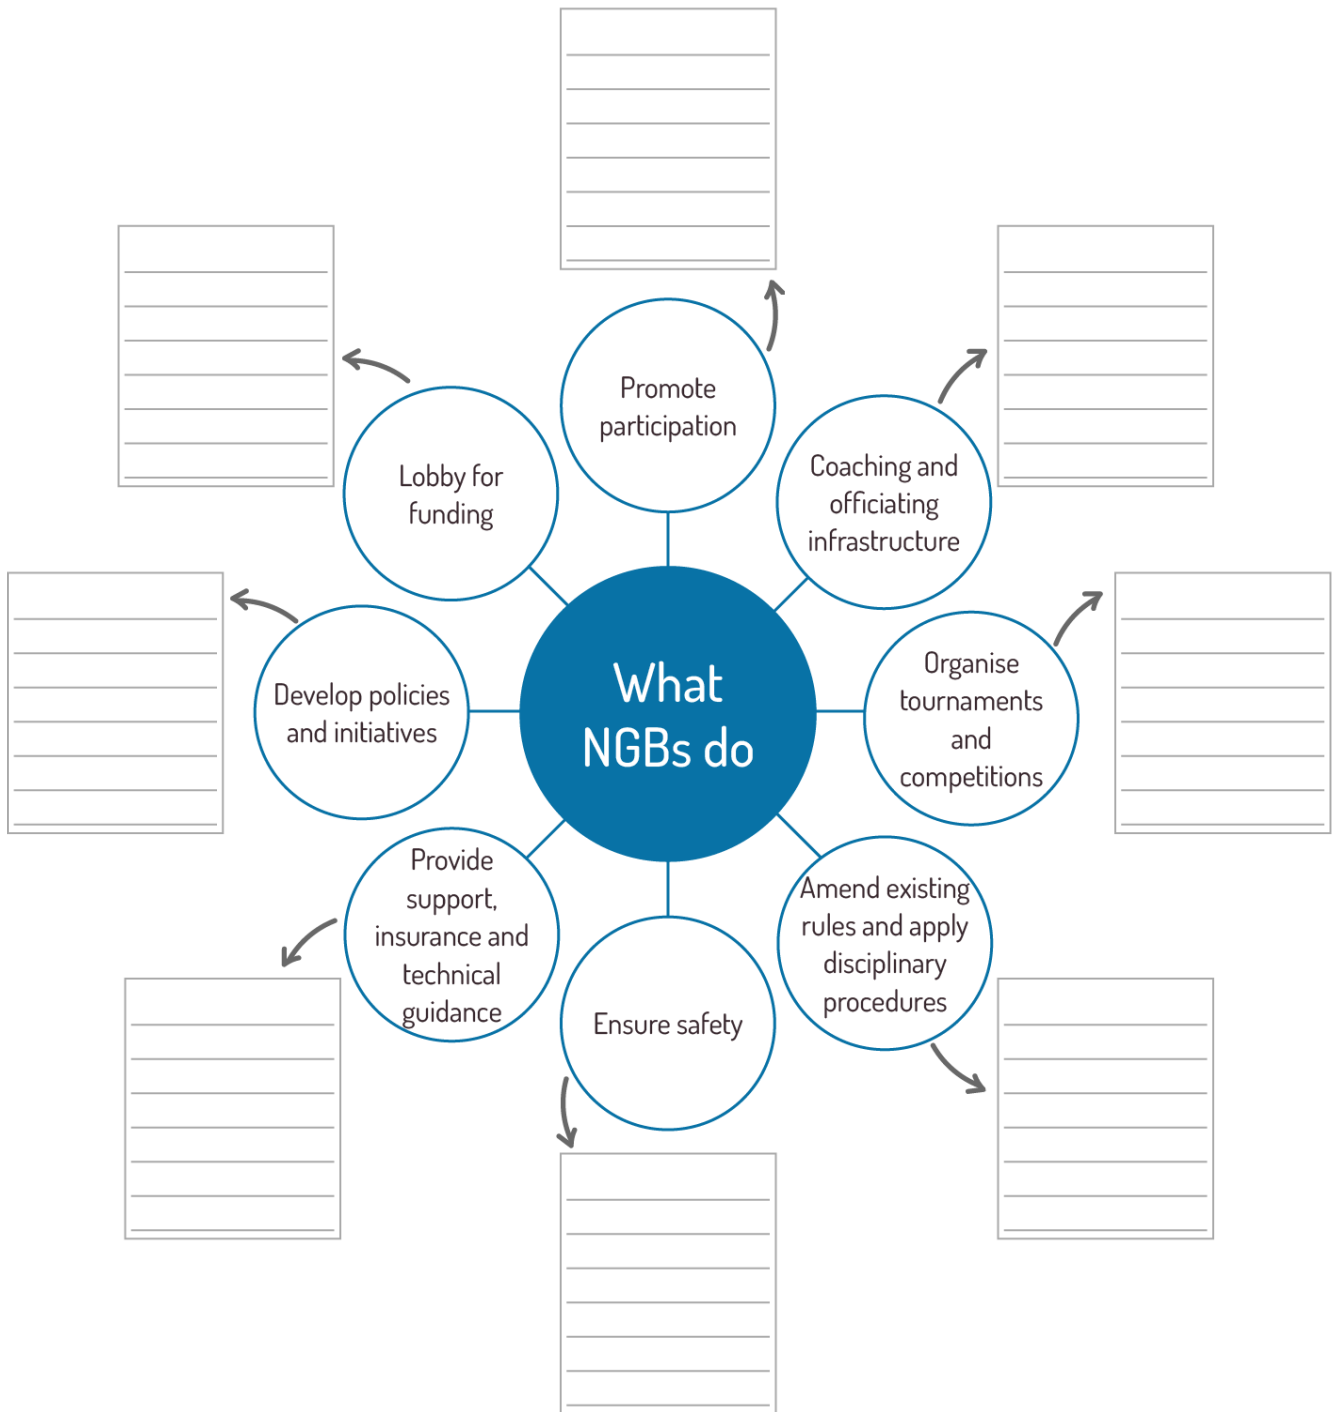 Promote
participation
Coaching and
officiating
infrastructure
Lobby for
funding
Organise
tournaments
and
competitions
What
NGBs do
Develop policies
and initiatives
Provide
support,
insurance and
technical
guidance
Amend existing
rules and apply
disciplinary
procedures
Ensure safety